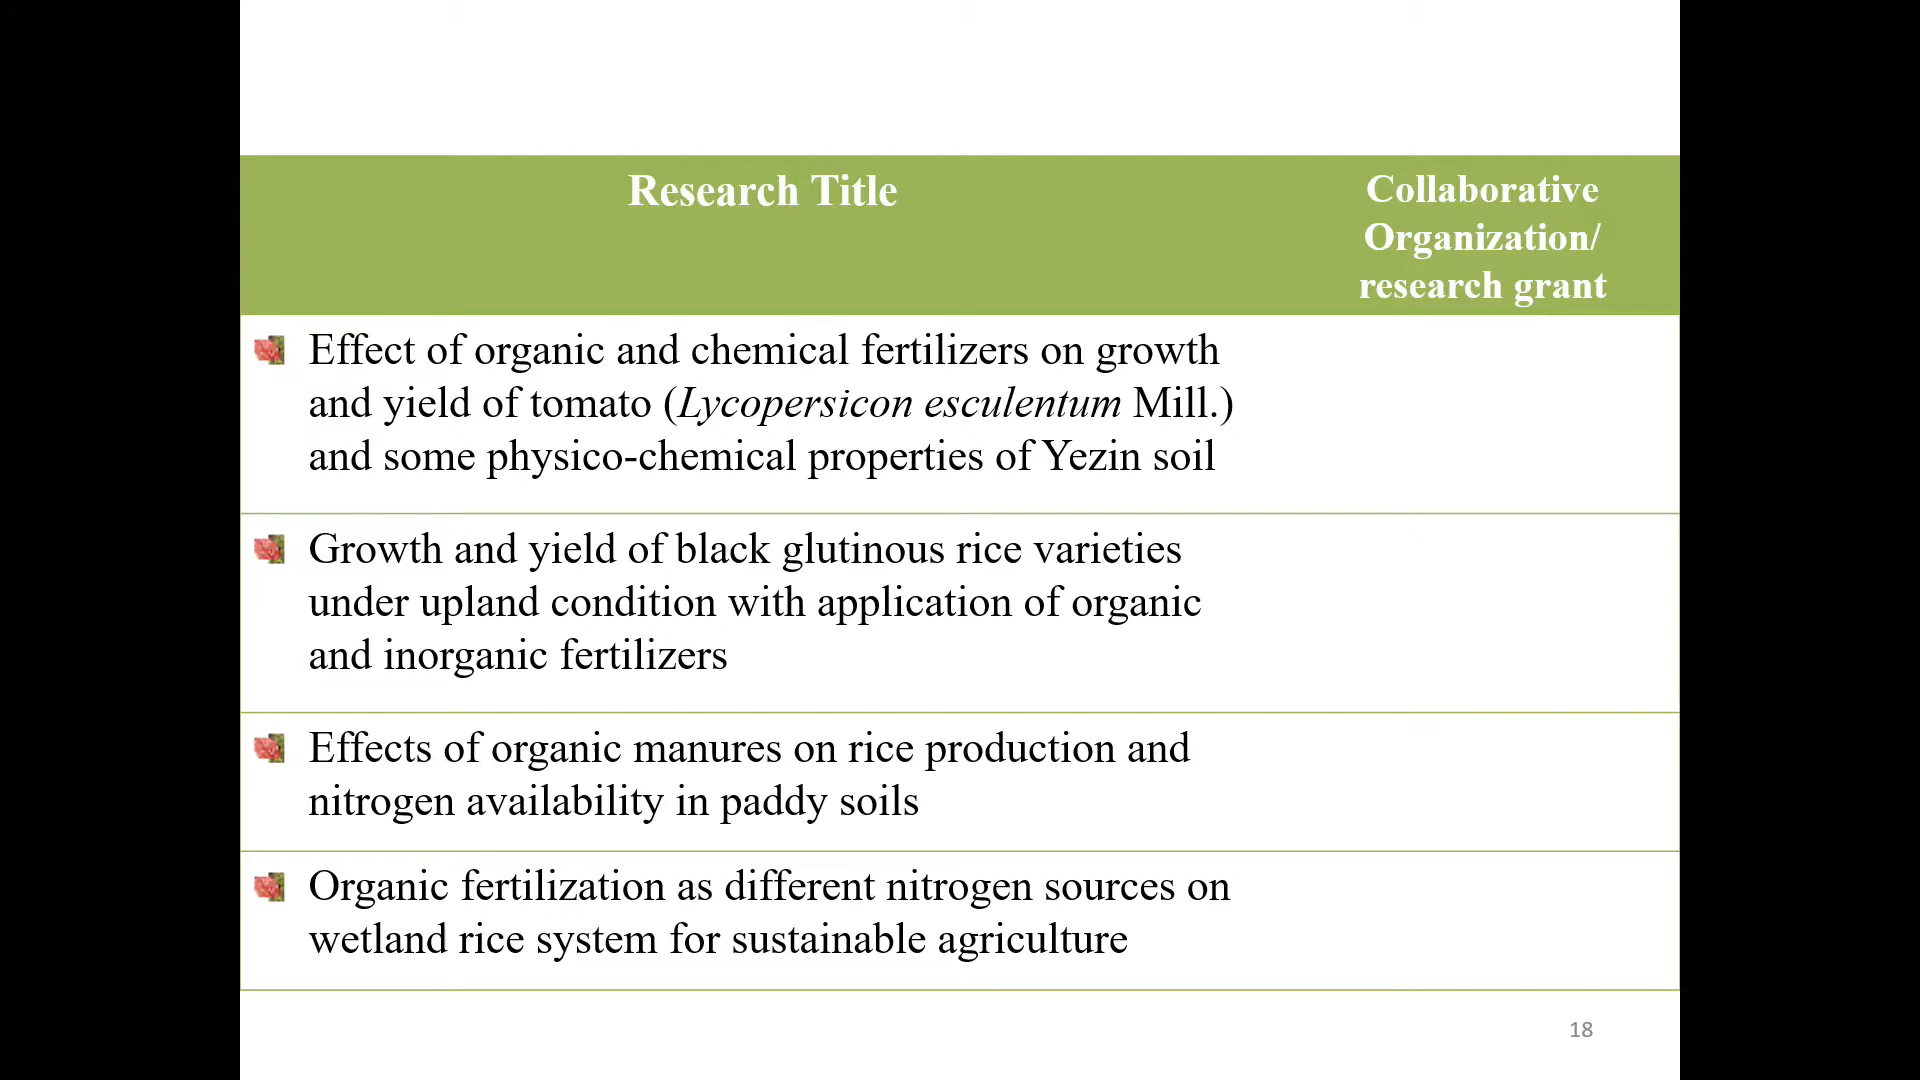 Research Title
Collaborative
Organization/
research grant
Effect of organic and chemical fertilizers on growth
and yield of tomato (Lycopersicon esculentum Mill.)
and some physico-chemical properties of Yezin soil
Growth and yield of black glutinous rice varieties
under upland condition with application of organic
and inorganic fertilizers
Effects of organic manures on rice production and
nitrogen availability in paddy soils
Organic fertilization as different nitrogen sources on
wetland rice system for sustainable agriculture
18